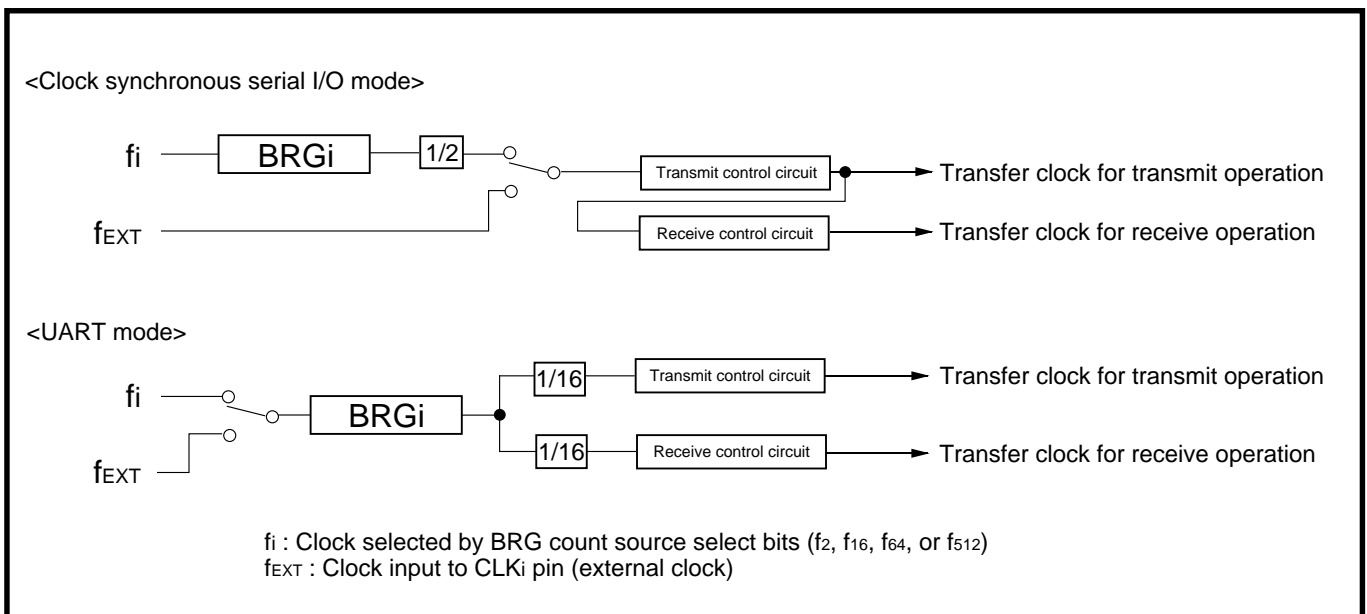 <Clock synchronous serial I/O mode>
fi
BRGi
1/2
Transmit control circuit
Transfer clock for transmit operation
fEXT
Receive control circuit
Transfer clock for receive operation
<UART mode>
fi
BRGi
1/16
Transmit control circuit
Transfer clock for transmit operation
fEXT
1/16
Receive control circuit
Transfer clock for receive operation
fi : Clock selected by BRG count source select bits (f2, f16, f64, or f512)
fEXT : Clock input to CLKi pin (external clock)